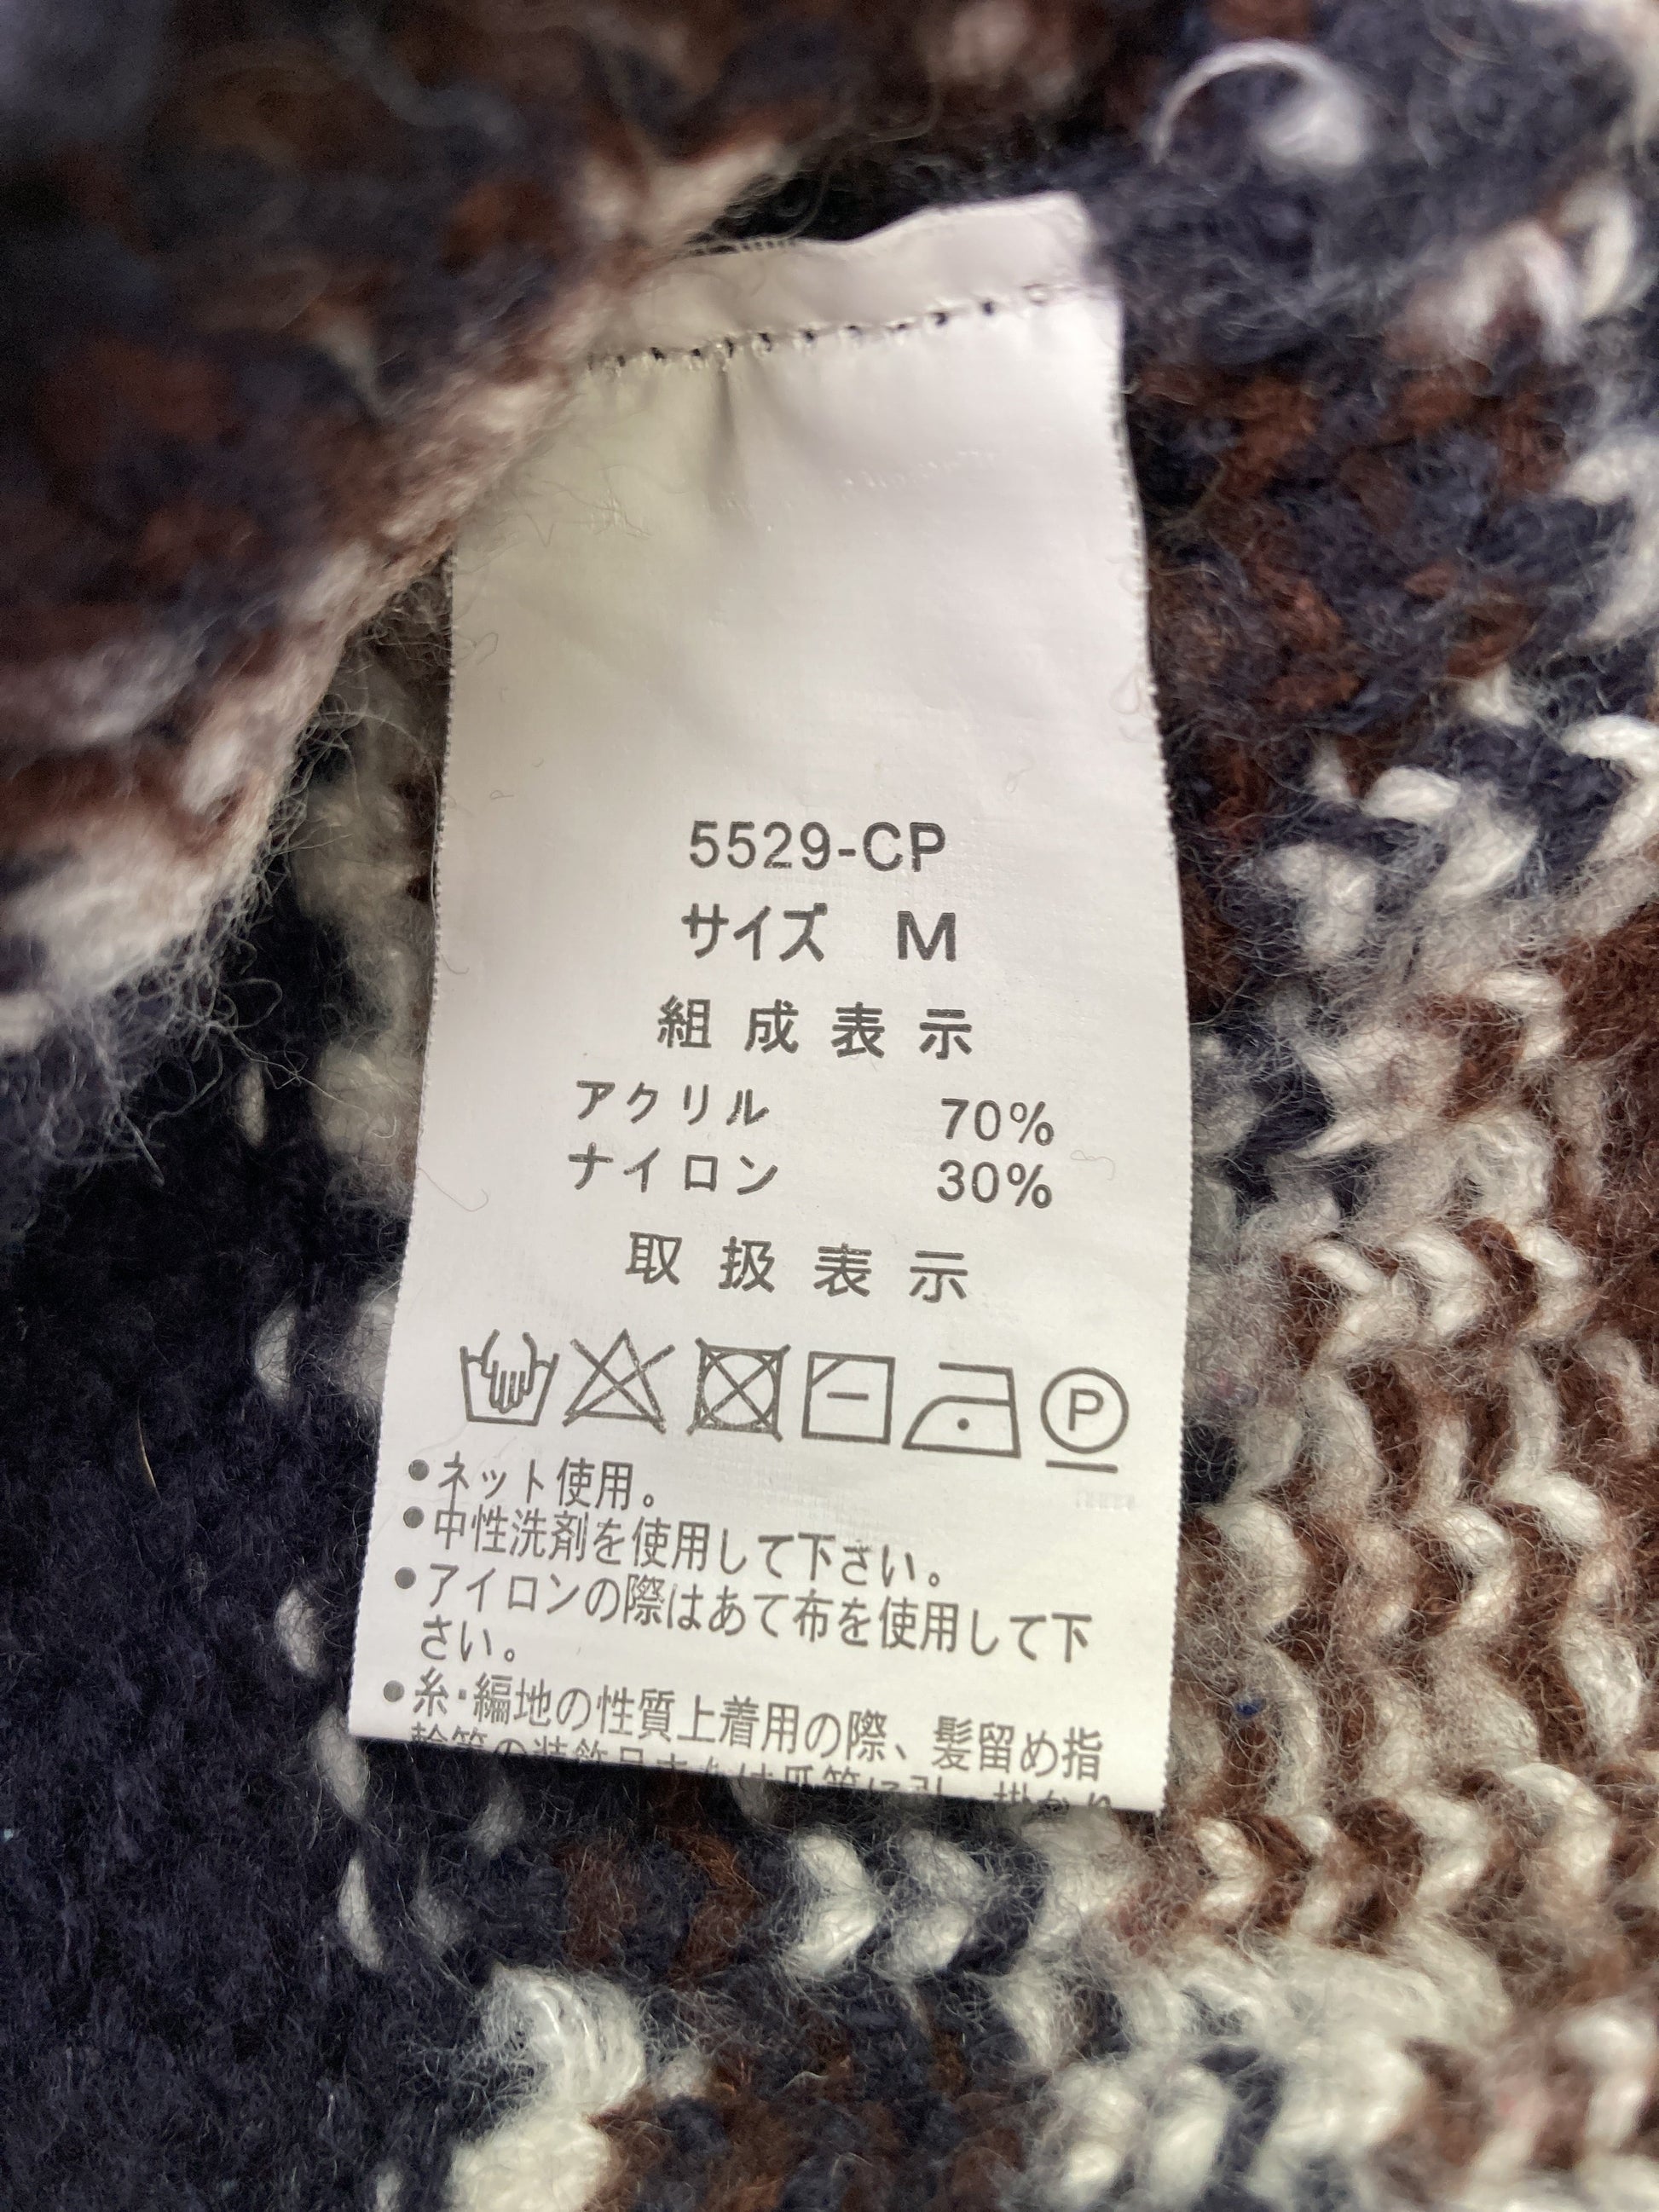 5529-CP
サイズ M
組成表示
アクリル 70%
ナイロン 30%
取扱表示
P
●ネット使用。
●中性洗剤を使用して下さい。
●アイロンの際はあて布を使用して下
さい。
●糸・編地の性質上着用の際、髪留め指